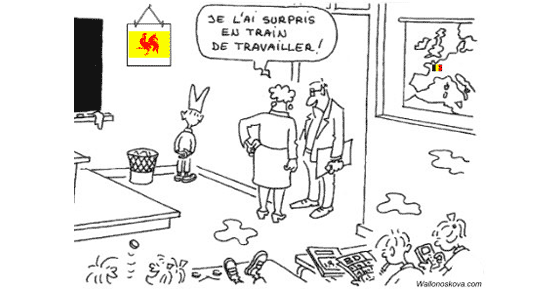 JE L'AI SURPRIS
EN TRAIN
DE TRAVAILLER!
Wallonoskova.com